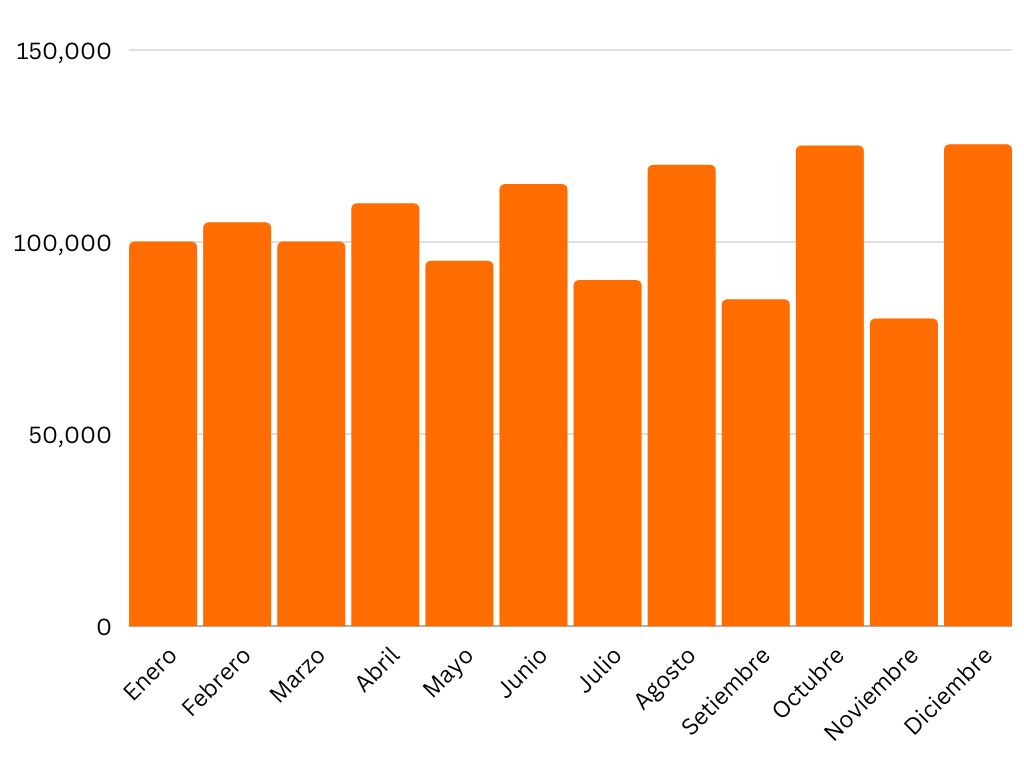 150,000
100,000
50,000
0
Enero
Febrero
Marzo
Abril
Mayo
Junio
Julio
Agosto
Setiembre
Octubre
Noviembre
Diciembre